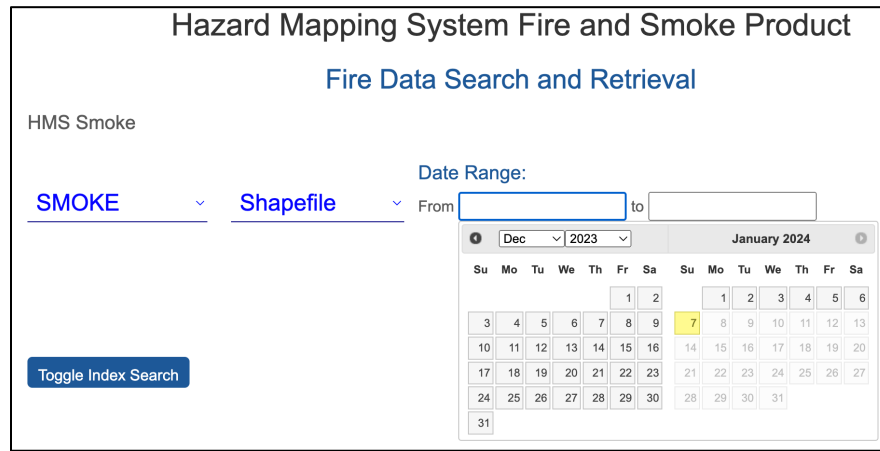 Hazard Mapping System Fire and Smoke Product
Fire Data Search and Retrieval
HMS Smoke
Date Range:
SMOKE Shapefile From to
Dec 2023 January 2024
Su Mo Tu We Th Fr Sa Su Mo Tu We Th Fr Sa
1 2 1 2 3 4 5 6
3 4 5 6 7 8 9 7 8 9 10 11 12 13
10 11 12 13 14 15 16 14 15 16 17 18 19 20
17 18 19 20 21 22 23 21 22 23 24 25 26 27
Toggle Index Search
24 25 26 27 28 29 30 28 29 30 31
31